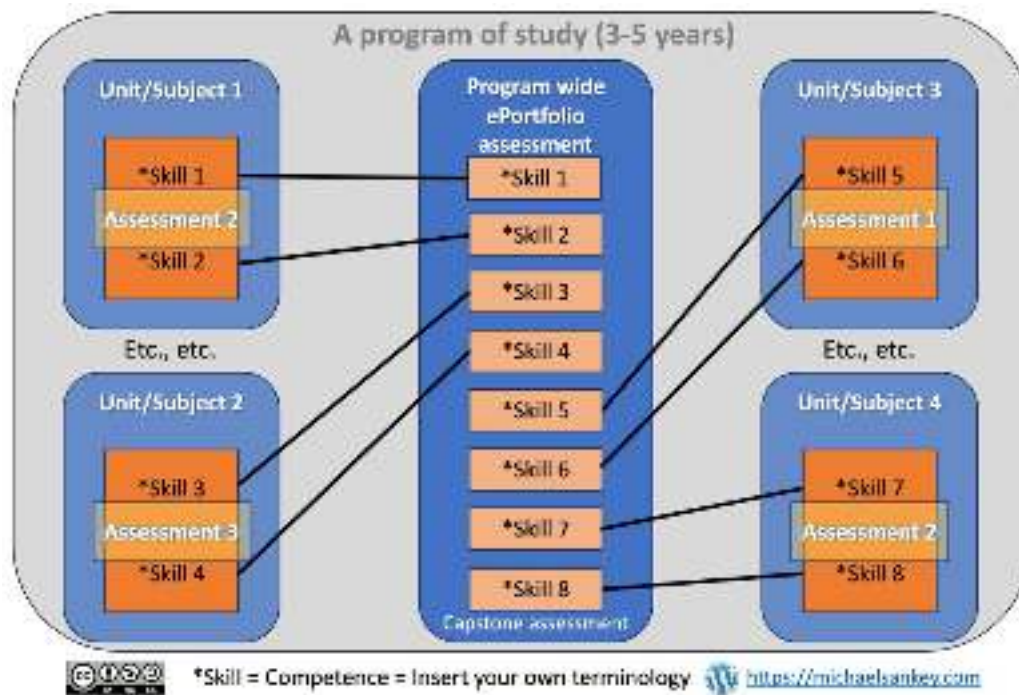 A program of study (3-5 years)
Unit/Subject 1
*Skill 1
Assessment 2
*Skill 2
Etc., etc.
Unit/Subject 2
*Skill 3
Assessment 3
*Skill 4
Program wide
ePortfolio
assessment
*Skill 1
*Skill 2
*Skill 3
*Skill 4
*Skill 5
*Skill 6
*Skill 7
*Skill 8
Capstone assessment
Unit/Subject 3
*Skill 5
Assessment 1
*Skill 6
Etc., etc.
Unit/Subject 4
*Skill 7
Assessment 2
*Skill 8
cc
*Skill = Competence = Insert your own terminology
https://michaelsankey.com